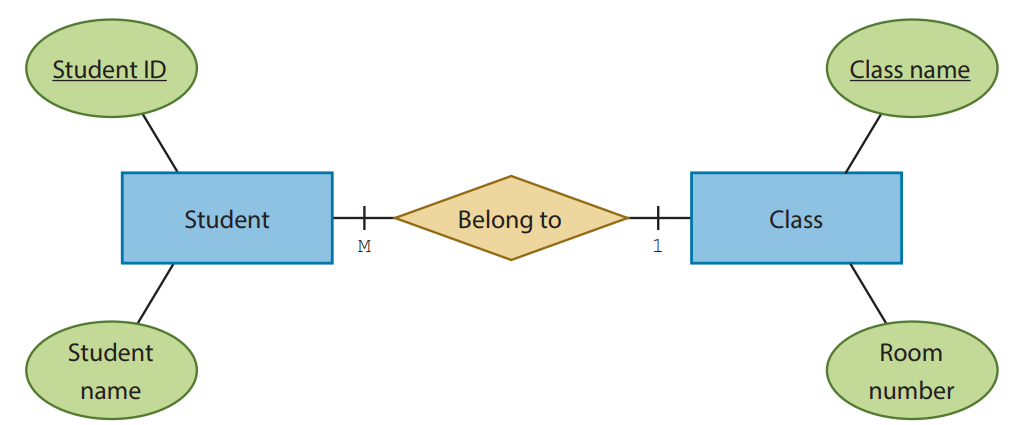 Student ID
Class name
Student
Belong to
Class
M
1
Student
name
Room
number